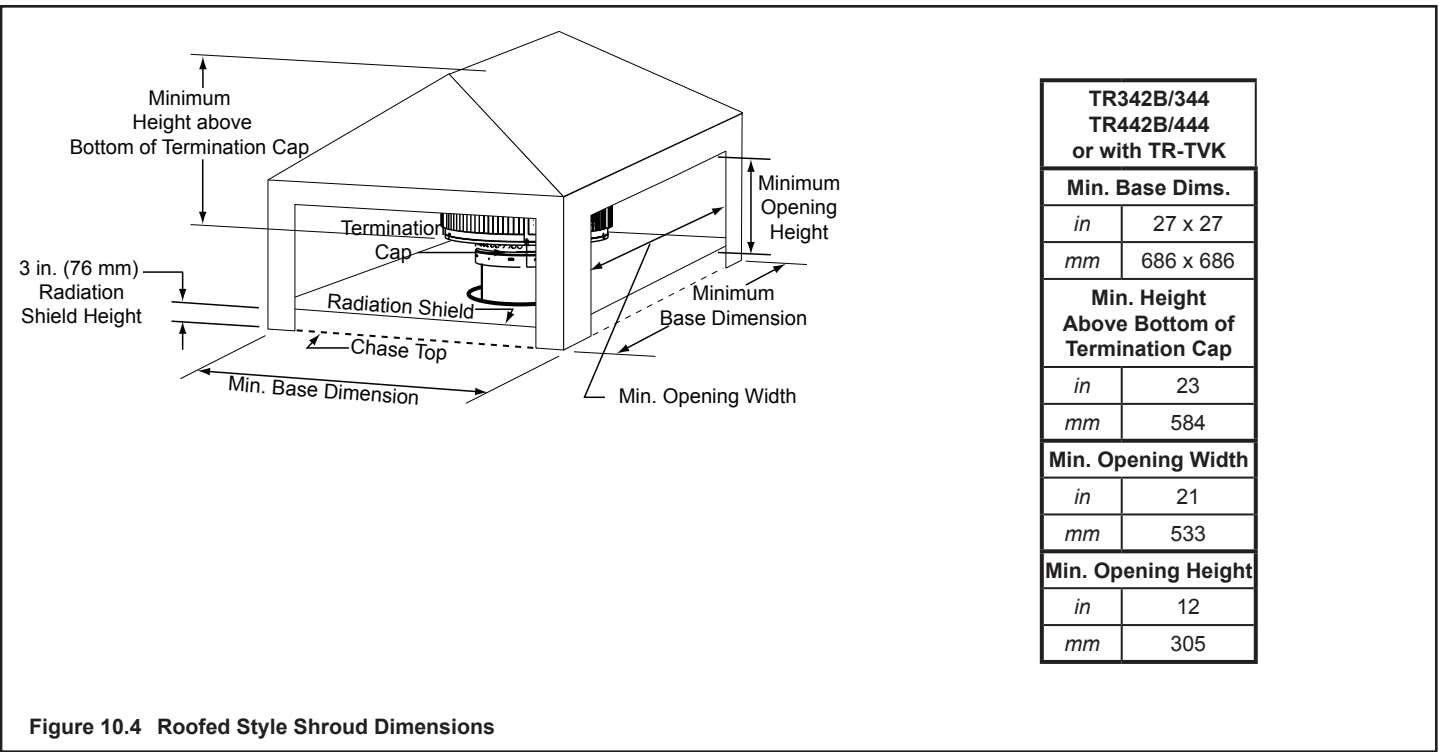 Minimum
Height above
Bottom of Termination Cap
Termination
Cap
Minimum
Opening
Height
3 in. (76 mm)
Radiation
Shield Height
Radiation Shield
Minimum
Base Dimension
Chase Top
Min. Base Dimension
Min. Opening Width
TR342B/344
TR442B/444
or with TR-TVK
Min. Base Dims.
in 27 x 27
mm 686 x 686
Min. Height
Above Bottom of
Termination Cap
in 23
mm 584
Min. Opening Width
in 21
mm 533
Min. Opening Height
in 12
mm 305
Figure 10.4 Roofed Style Shroud Dimensions